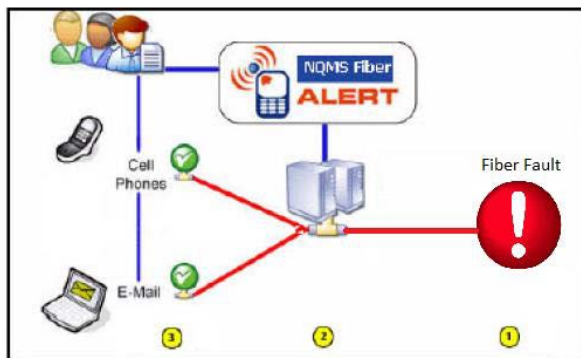 NQMS Fiber
ALERT
Fiber Fault
Cell
Phones
E-Mail
3
2
1